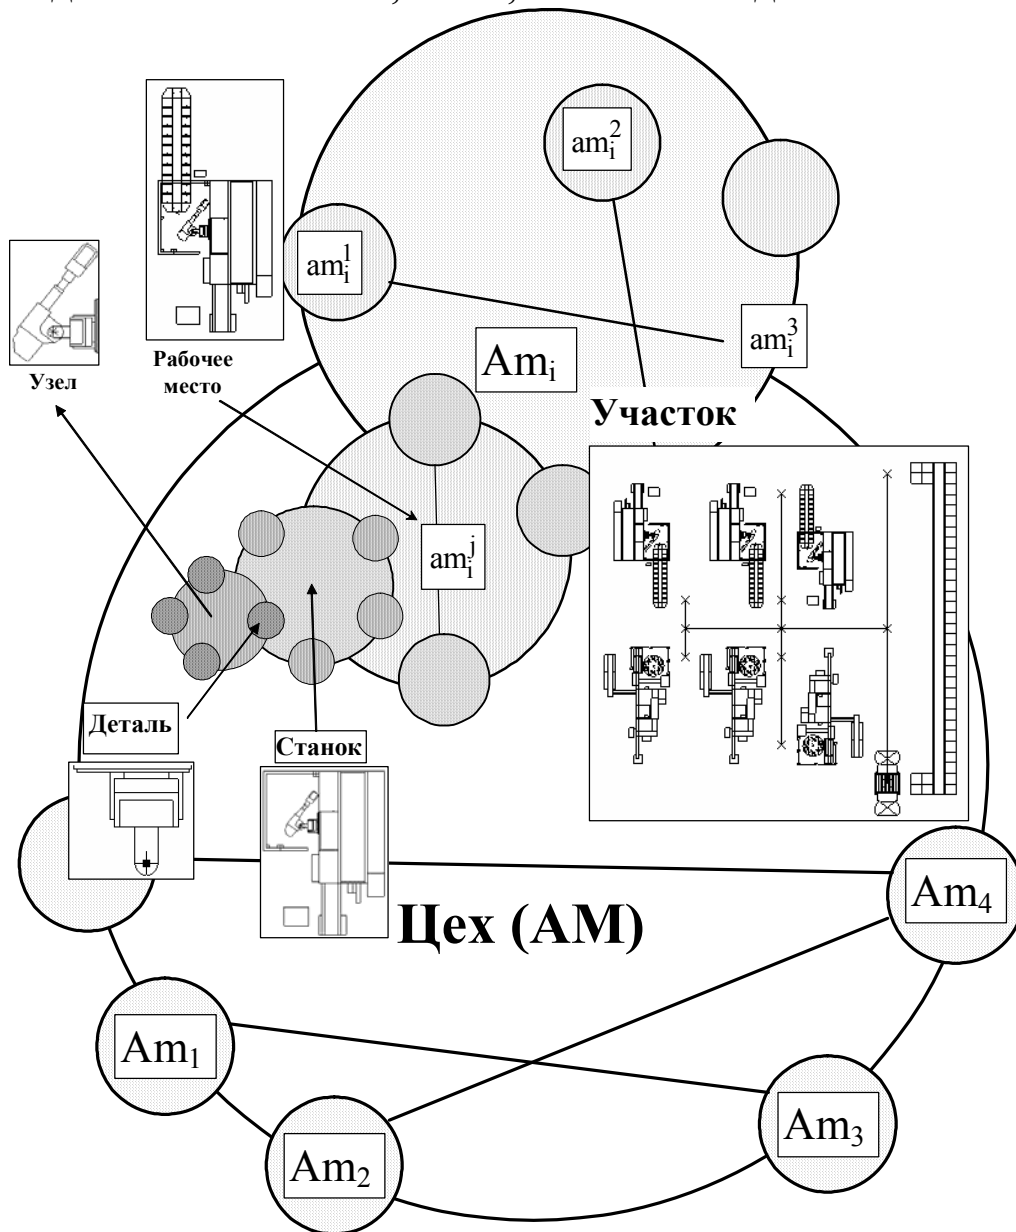 am_i^2
am_i^1
am_i^3
Рабочее
место
Am_i
Узел
Участок
am_i^j
Деталь
Станок
Am_4
Цех (АМ)
Am_1
Am_3
Am_2